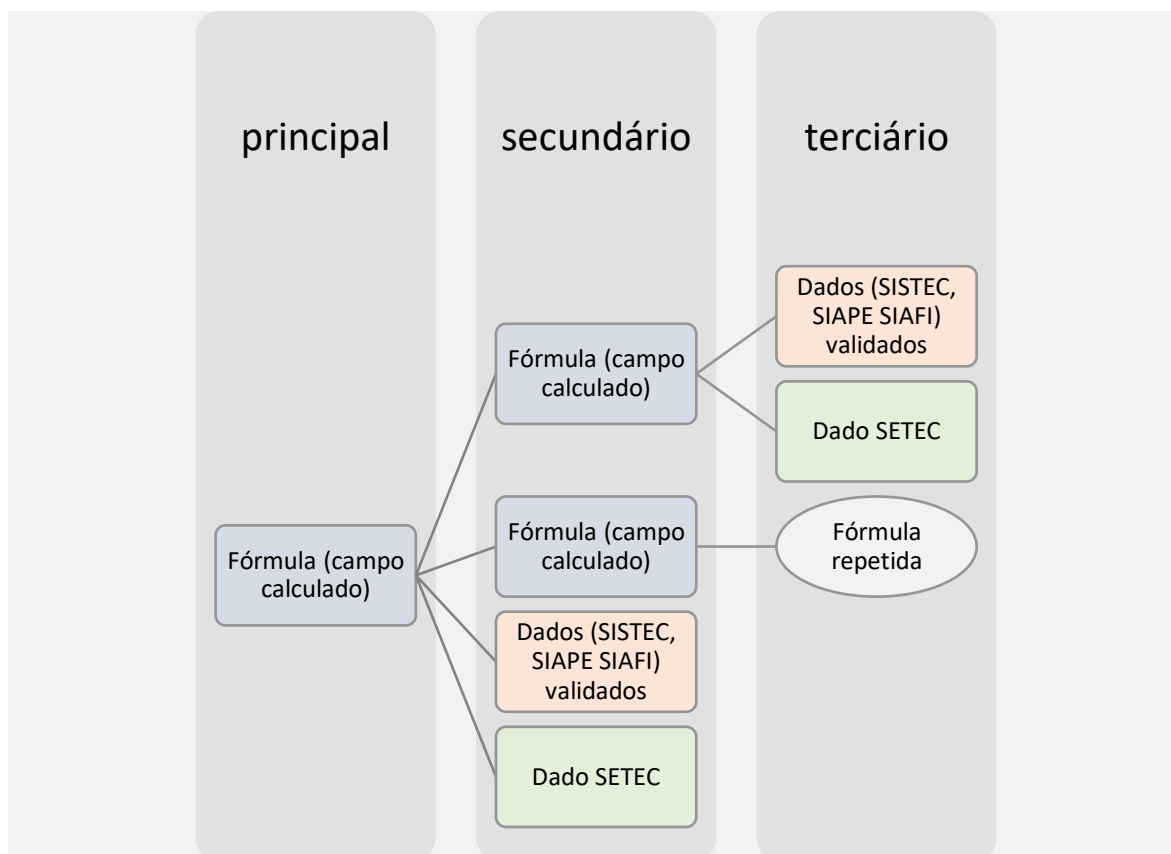 principal
secundário
terciário
Fórmula (campo
calculado)
Fórmula (campo
calculado)
Dados (SISTEC,
SIAPE SIAFI)
validados
Dado SETEC
Fórmula (campo
calculado)
Fórmula
repetida
Dados (SISTEC,
SIAPE SIAFI)
validados
Dado SETEC